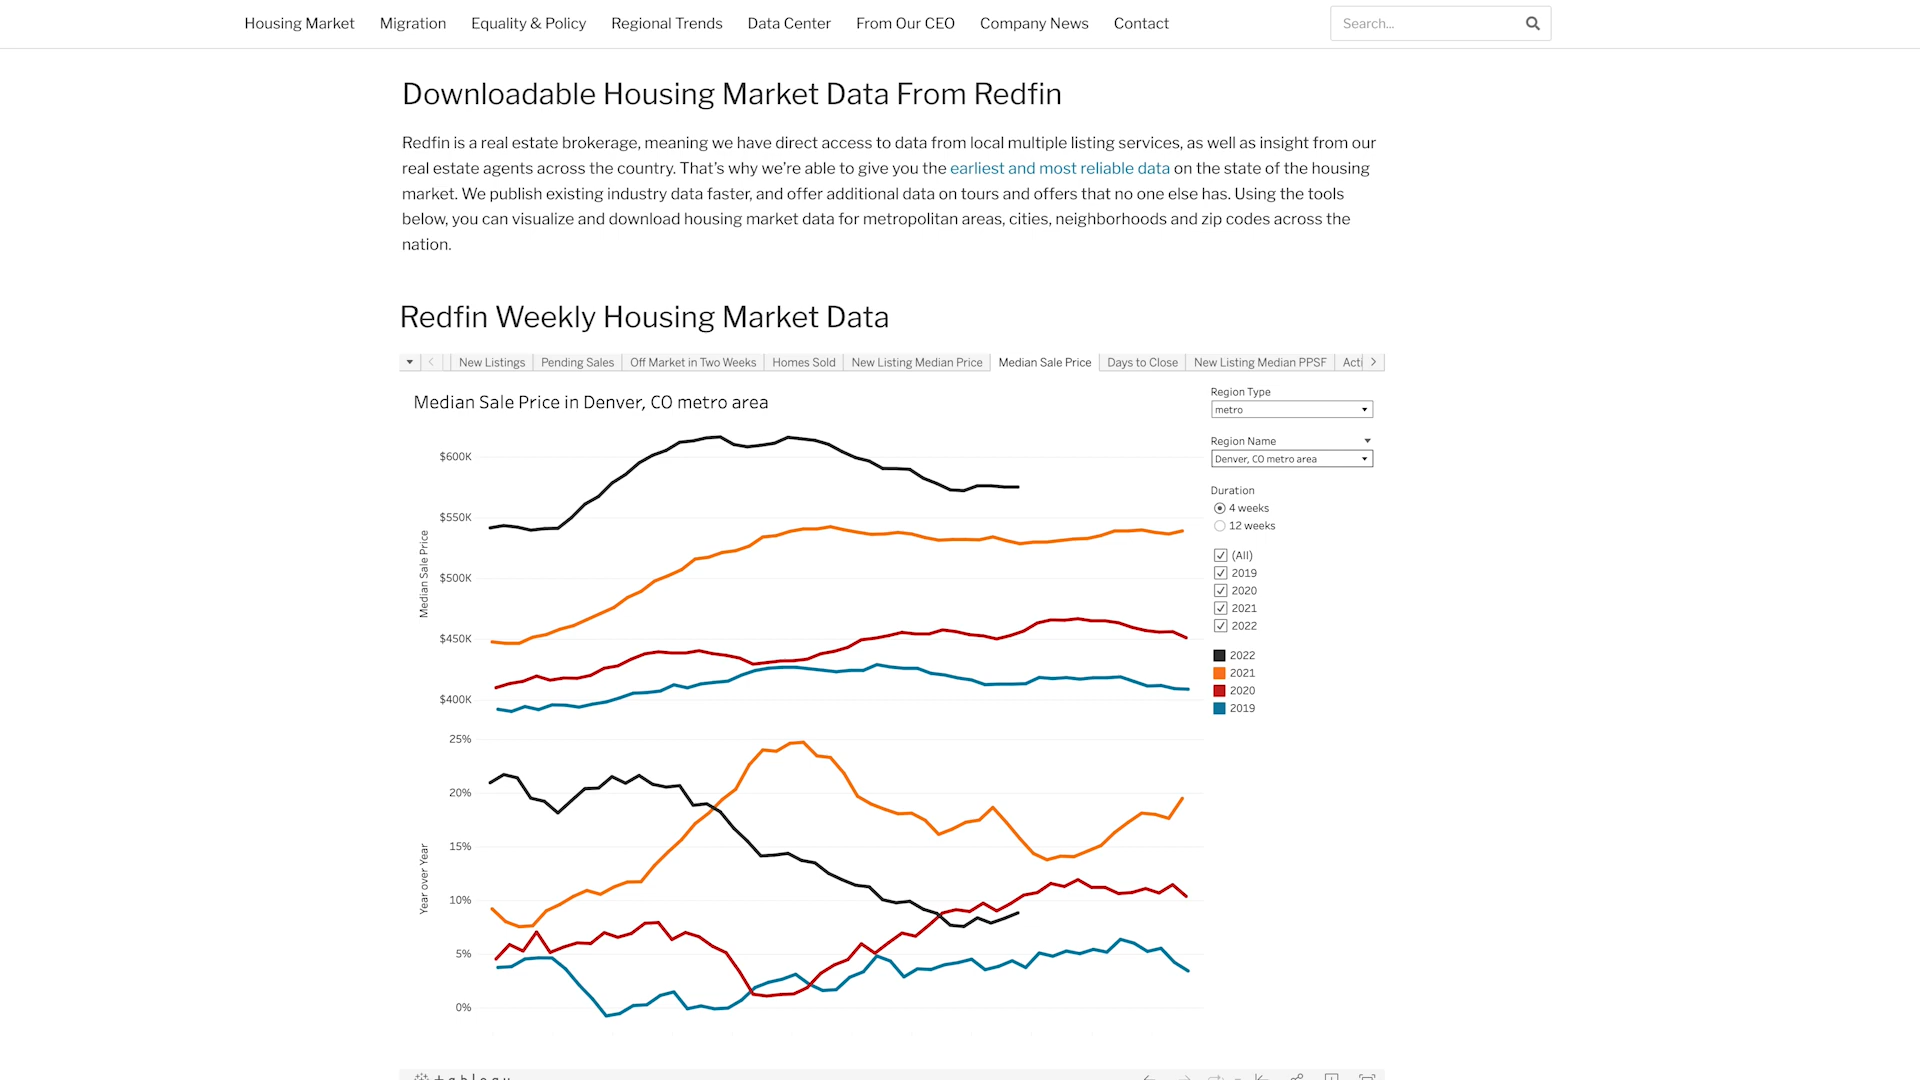 Housing Market Migration Equality & Policy Regional Trends Data Center From Our CEO Company News Contact Search...
Downloadable Housing Market Data From Redfin
Redfin is a real estate brokerage, meaning we have direct access to data from local multiple listing services, as well as insight from our
real estate agents across the country. That's why we're able to give you the earliest and most reliable data on the state of the housing
market. We publish existing industry data faster, and offer additional data on tours and offers that no one else has. Using the tools
below, you can visualize and download housing market data for metropolitan areas, cities, neighborhoods and zip codes across the
nation.
Redfin Weekly Housing Market Data
New Listings Pending Sales Off Market in Two Weeks Homes Sold New Listing Median Price Median Sale Price Days to Close New Listing Median PPSF Acti
Median Sale Price in Denver, CO metro area
Median Sale Price
$600K
$550K
$500K
$450K
$400K
Year over Year
25%
20%
15%
10%
5%
0%
Region Type
metro
Region Name
Denver, CO metro area
Duration
4 weeks
12 weeks
(All)
2019
2020
2021
2022
2022
2021
2020
2019